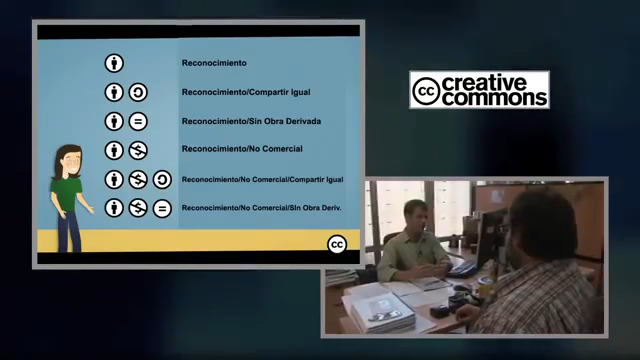 Reconocimiento
Reconocimiento/Compartir Igual
Reconocimiento/Sin Obra Derivada
Reconocimiento/No Comercial
Reconocimiento/No Comercial/Compartir Igual
Reconocimiento/No Comercial/SIn Obra Deriv.
cc
cc creative
commons